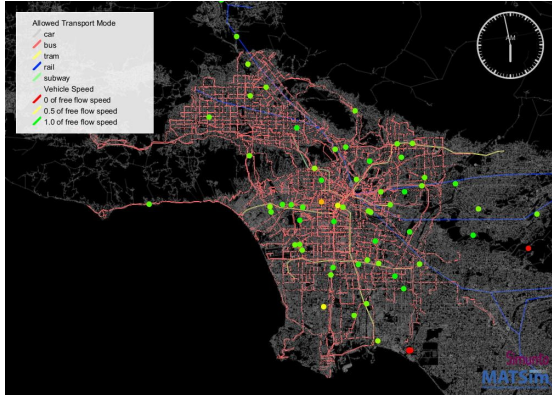 Allowed Transport Mode
car
bus
tram
rail
subway
Vehicle Speed
0 of free flow speed
0.5 of free flow speed
1.0 of free flow speed
AM
MATSim